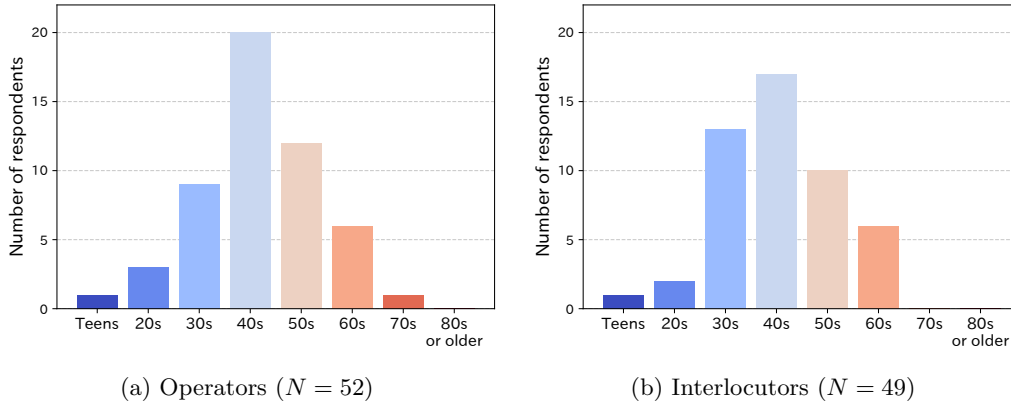 Number of respondents
20
15
10
5
0
Teens 20s 30s 40s 50s 60s 70s 80s
or older
(a) Operators (N = 52)
Number of respondents
20
15
10
5
0
Teens 20s 30s 40s 50s 60s 70s 80s
or older
(b) Interlocutors (N = 49)